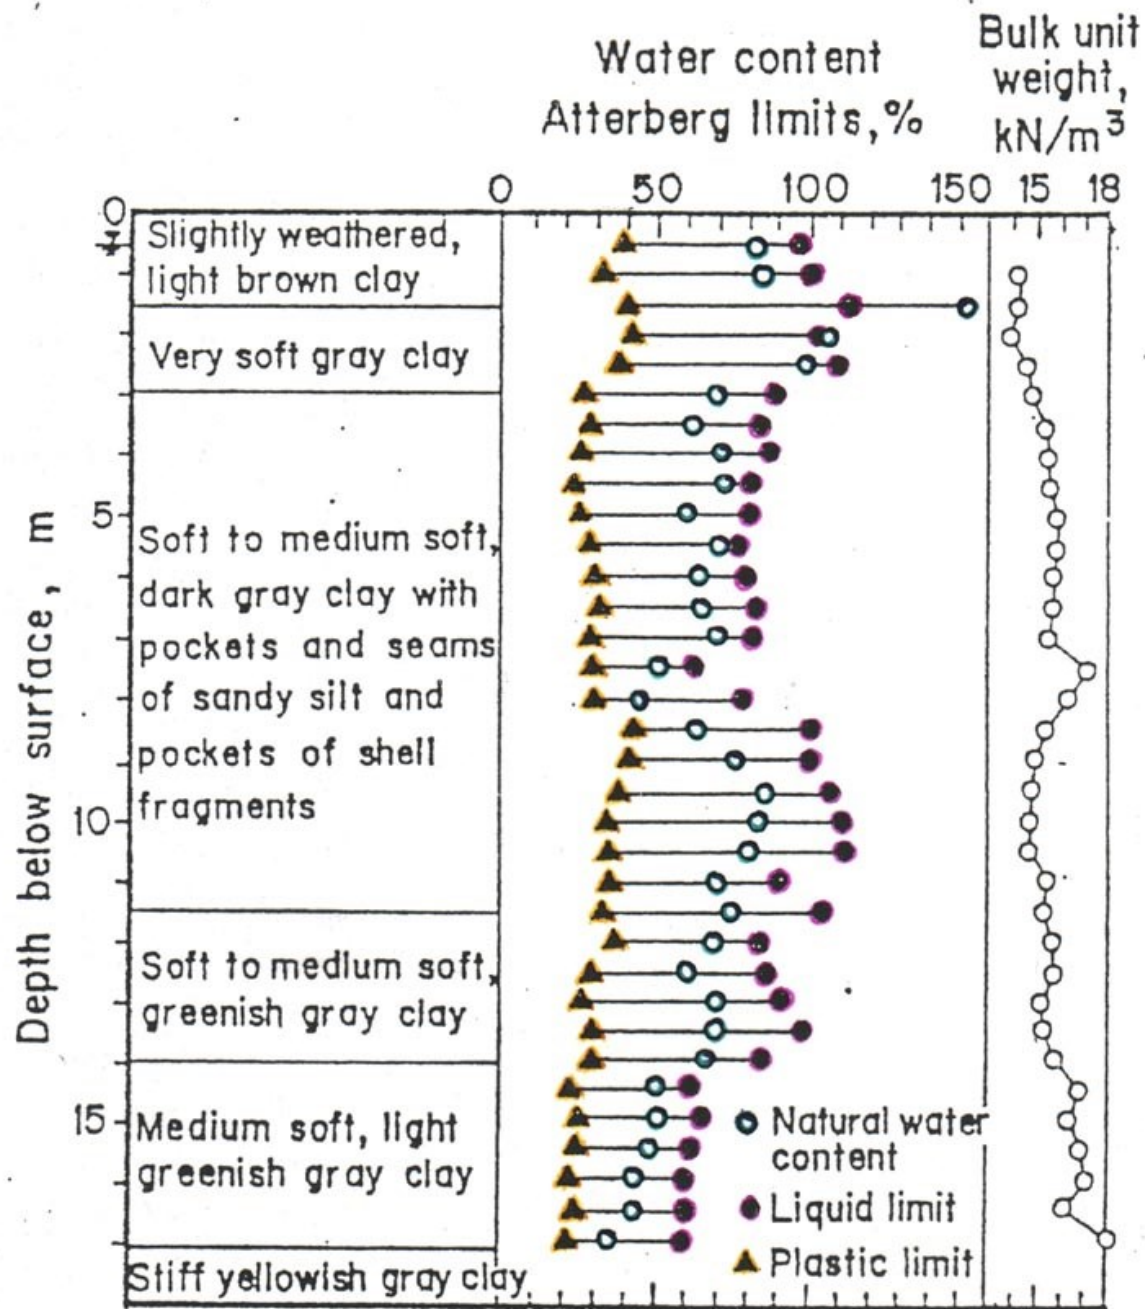 Water content
Atterberg limits, %
Bulk unit
weight,
kN/m³
0 50 100 150 15 18
0
5
10
15
Depth below surface, m
Slightly weathered,
light brown clay
Very soft gray clay
Soft to medium soft,
dark gray clay with
pockets and seams
of sandy silt and
pockets of shell
fragments
Soft to medium soft,
greenish gray clay
Medium soft, light
greenish gray clay
Stiff yellowish gray clay
Natural water
content
Liquid limit
Plastic limit